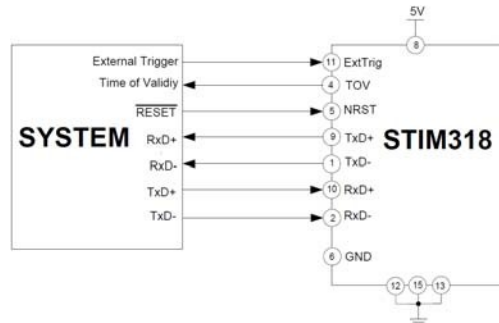 5V
8
External Trigger 11 ExtTrig
Time of Validiy 4 TOV
RESET 5 NRST
SYSTEM STIM318
RxD+ 9 TxD+
RxD- 1 TxD-
TxD+ 10 RxD+
TxD- 2 RxD-
6 GND
12 15 13